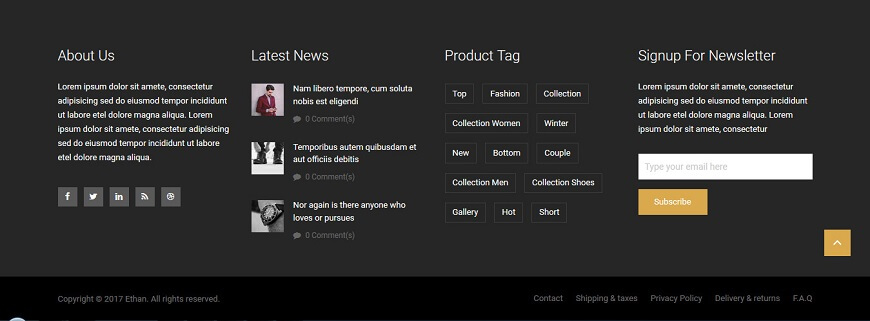 About Us
Lorem ipsum dolor sit amete, consectetur
adipisicing sed do eiusmod tempor incididunt
ut labore dolore magna aliqua. Lorem
ipsum dolor sit amete, consectetur adipisicing
sed do eiusmod tempor incididunt ut labore
etel dolore magna aliqua.
Latest News
Nam libero tempore, cum soluta
nobis est eligendi
0 Comment(s)
Temporibus autem quibusdam et
aut officiis debitis
0 Comment(s)
Nor again is there anyone who
loves or pursues
0 Comment(s)
Product Tag
Top Fashion Collection
Collection Women Winter
New Bottom Couple
Collection Men Collection Shoes
Gallery Hot Short
Signup For Newsletter
Lorem ipsum dolor sit amete, consectetur
adipisicing sed do eiusmod tempor incididunt
ut labore etel dolore magna aliqua. Lorem
ipsum dolor sit amete, consectetur
Type your email here
Subscribe
Copyright © 2017 Ethan. All rights reserved.
Contact Shipping & taxes Privacy Policy Delivery & returns F.A.Q